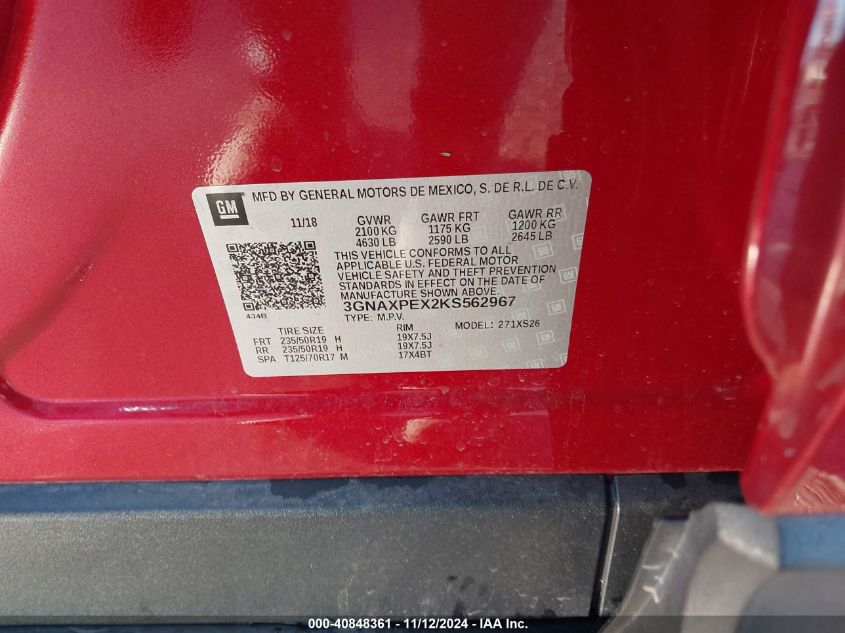 GM
MFD BY GENERAL MOTORS DE MEXICO, S. DE R.L. DE C.V.
11/18 GVWR GAWR FRT GAWR RR
2100 KG 1175 KG 1200 KG
4630 LB 2590 LB 2645 LB
THIS VEHICLE CONFORMS TO ALL
APPLICABLE U.S. FEDERAL MOTOR
VEHICLE SAFETY AND THEFT PREVENTION
STANDARDS IN EFFECT ON THE DATE OF
MANUFACTURE SHOWN ABOVE.
434B
3GNAXPEX2KS562967
TYPE: M.P.V. MODEL: 271XS26
TIRE SIZE RIM
FRT 235/50R19 H 19X7.5J
RR 235/50R19 H 19X7.5J
SPA T125/70R17 M 17X4BT
000-40848361 - 11/12/2024 - IAA Inc.